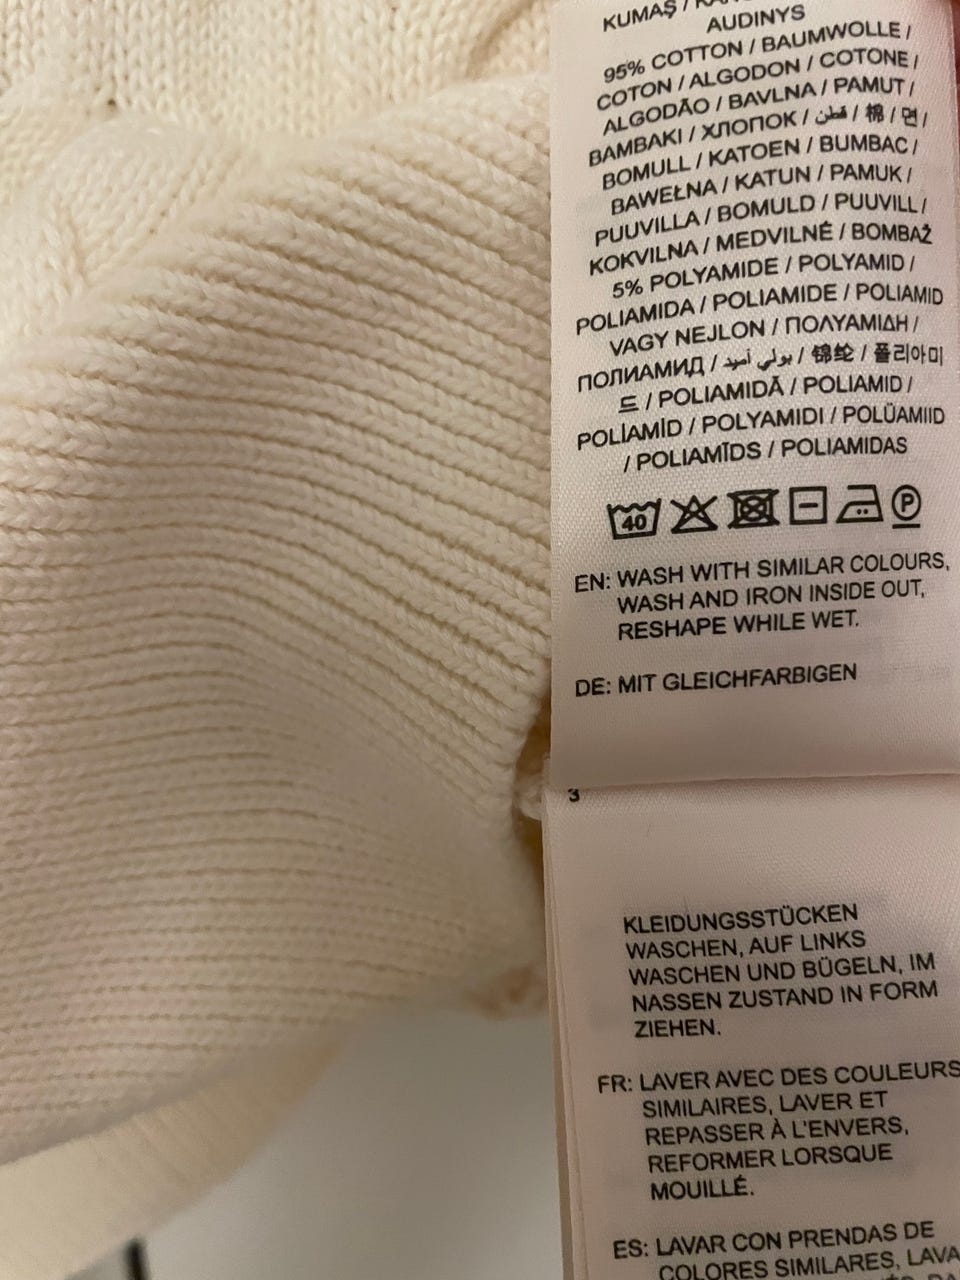 KUMAŞ /
AUDINYS
95% COTTON / BAUMWOLLE /
COTON / ALGODON / COTONE /
ALGODÃO / BAVLNA / PAMUT /
BAMBAKI / ХЛОПОК / قطن / 棉 / 면 /
BOMULL / KATOEN / BUMBAC /
BAWEŁNA / KATUN / PAMUK /
PUUVILLA / BOMULD / PUUVILL /
KOKVILNA / MEDVILNĖ / BOMBAŽ
5% POLYAMIDE / POLYAMID /
POLIAMIDA / POLIAMIDE / POLIAMID
VAGY NEJLON / ΠΟΛΥΑΜΙΔΗ /
ПОЛИАМИД / بولي أميد / 锦纶 / 폴리아미
드 / POLIAMIDĂ / POLIAMID /
POLİAMİD / POLYAMIDI / POLÜAMIID
/ POLIAMĪDS / POLIAMIDAS
40 P
EN: WASH WITH SIMILAR COLOURS,
WASH AND IRON INSIDE OUT,
RESHAPE WHILE WET.
DE: MIT GLEICHFARBIGEN
3
KLEIDUNGSSTÜCKEN
WASCHEN, AUF LINKS
WASCHEN UND BÜGELN, IM
NASSEN ZUSTAND IN FORM
ZIEHEN.
FR: LAVER AVEC DES COULEURS
SIMILAIRES, LAVER ET
REPASSER À L'ENVERS,
REFORMER LORSQUE
MOUILLÉ.
ES: LAVAR CON PRENDAS DE
COLORES SIMILARES, LAVA